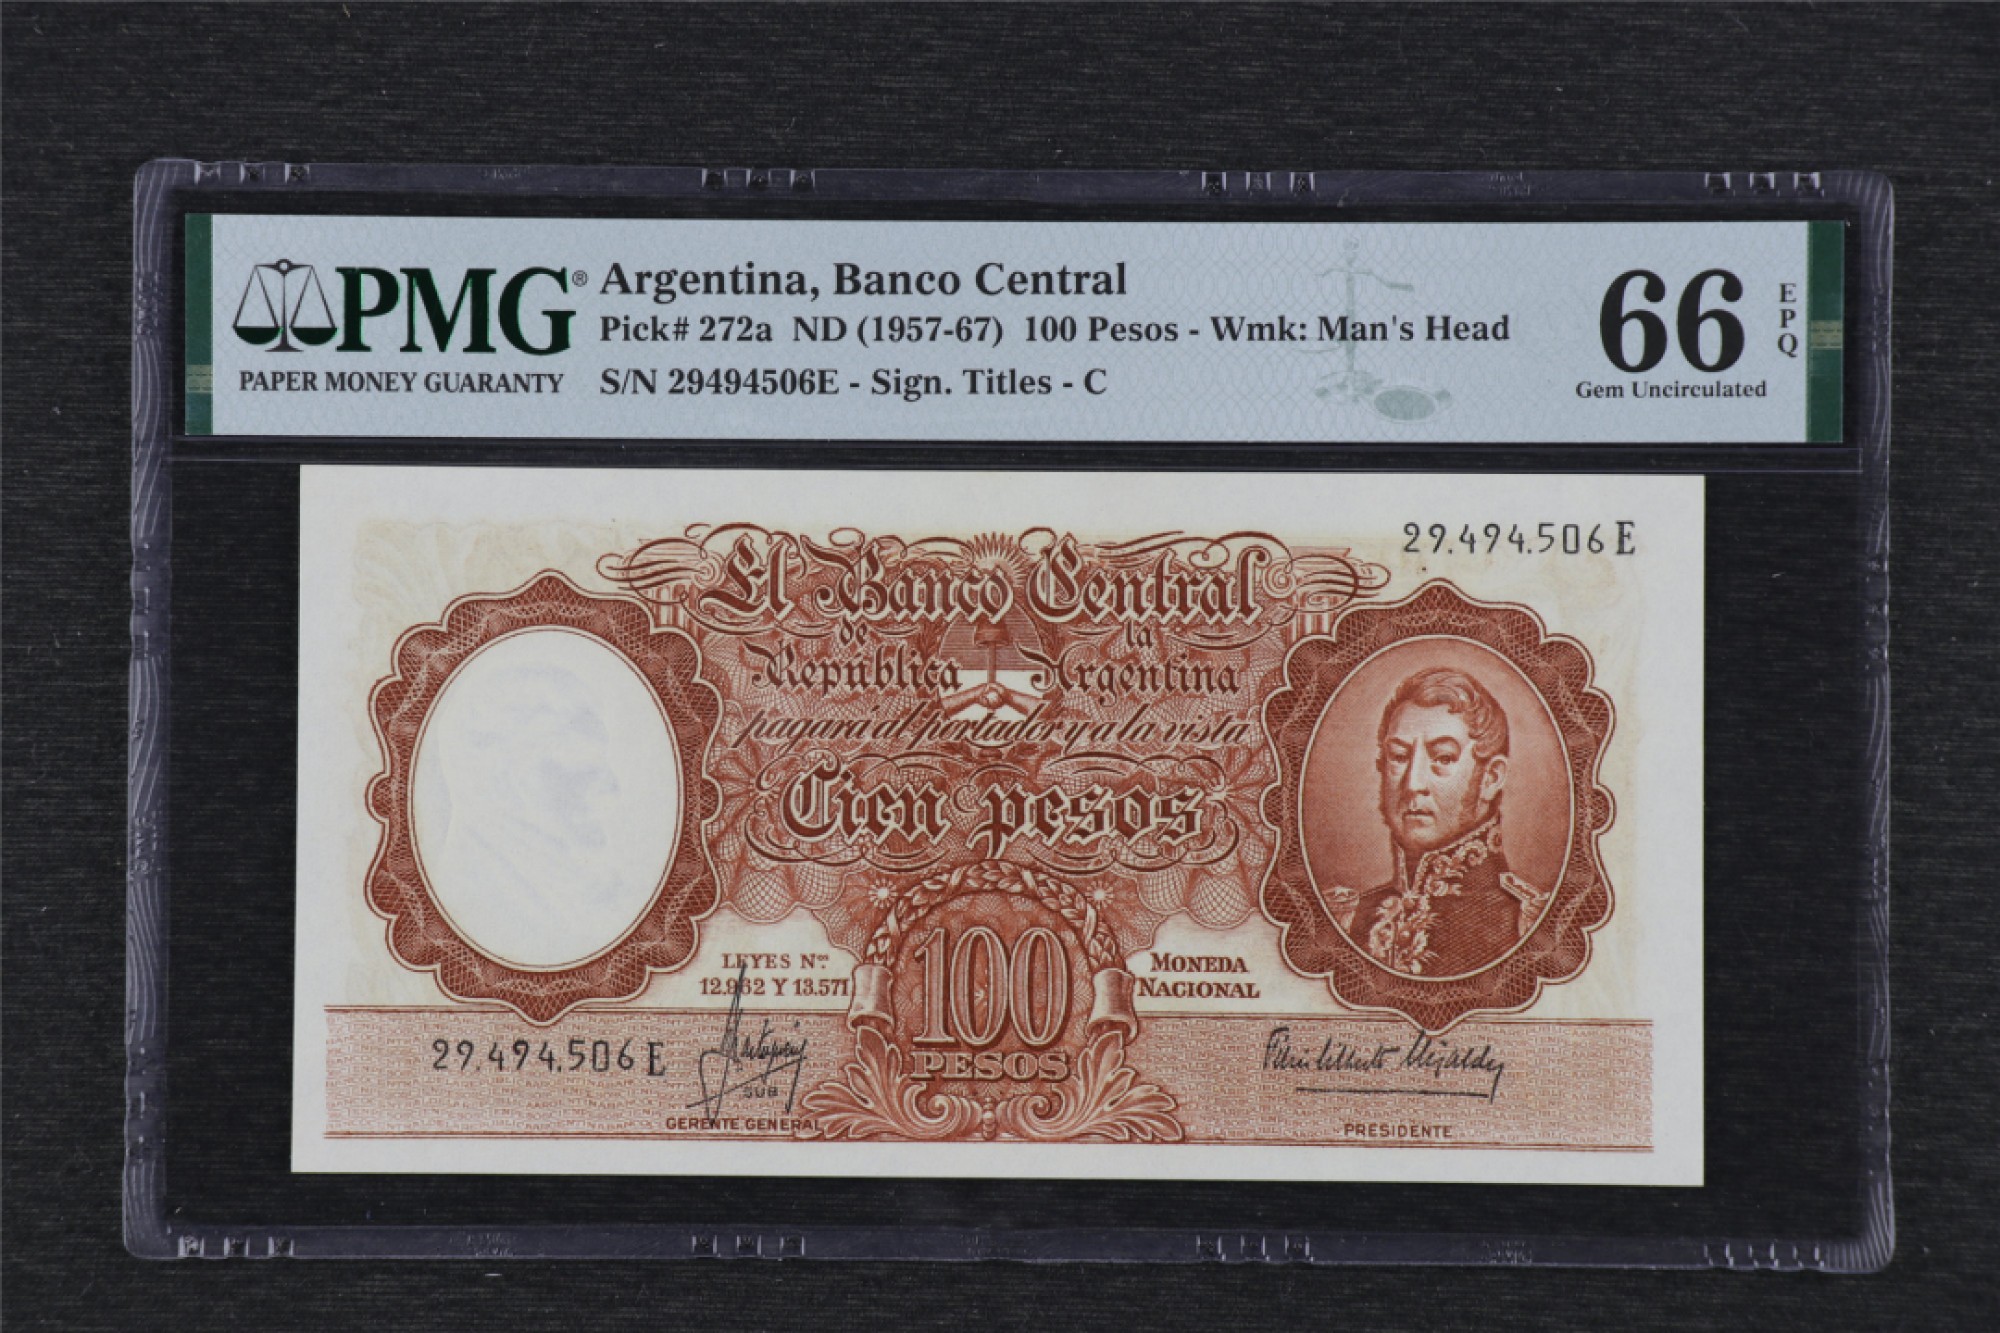 PMG®
PAPER MONEY GUARANTY
Argentina, Banco Central
Pick# 272a ND (1957-67) 100 Pesos - Wmk: Man's Head
S/N 29494506E - Sign. Titles - C
66
EPQ
Gem Uncirculated
29.494.506 E
El Banco Central
de la
República Argentina
pagará al portador y a la vista
Cien pesos
LEYES Nos.
12.962 Y 13.571
MONEDA
NACIONAL
100
PESOS
29.494.506 E
SUB
GERENTE GENERAL
PRESIDENTE